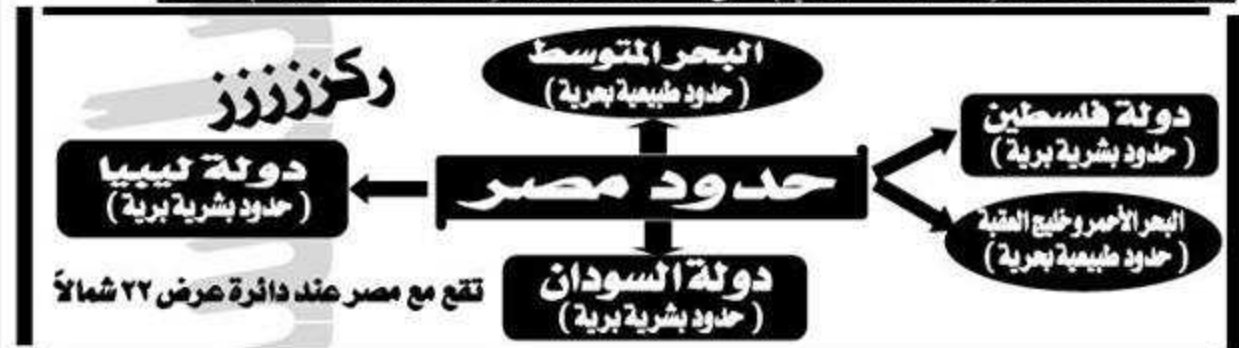 البحر المتوسط
( حدود طبيعية بحرية )
ركززززز
دولة فلسطين
( حدود بشرية برية )
حدود مصر
دولة ليبيا
( حدود بشرية برية )
البحر الأحمر وخليج العقبة
( حدود طبيعية بحرية )
دولة السودان
( حدود بشرية برية )
تقع مع مصر عند دائرة عرض ٢٢ شمالاً